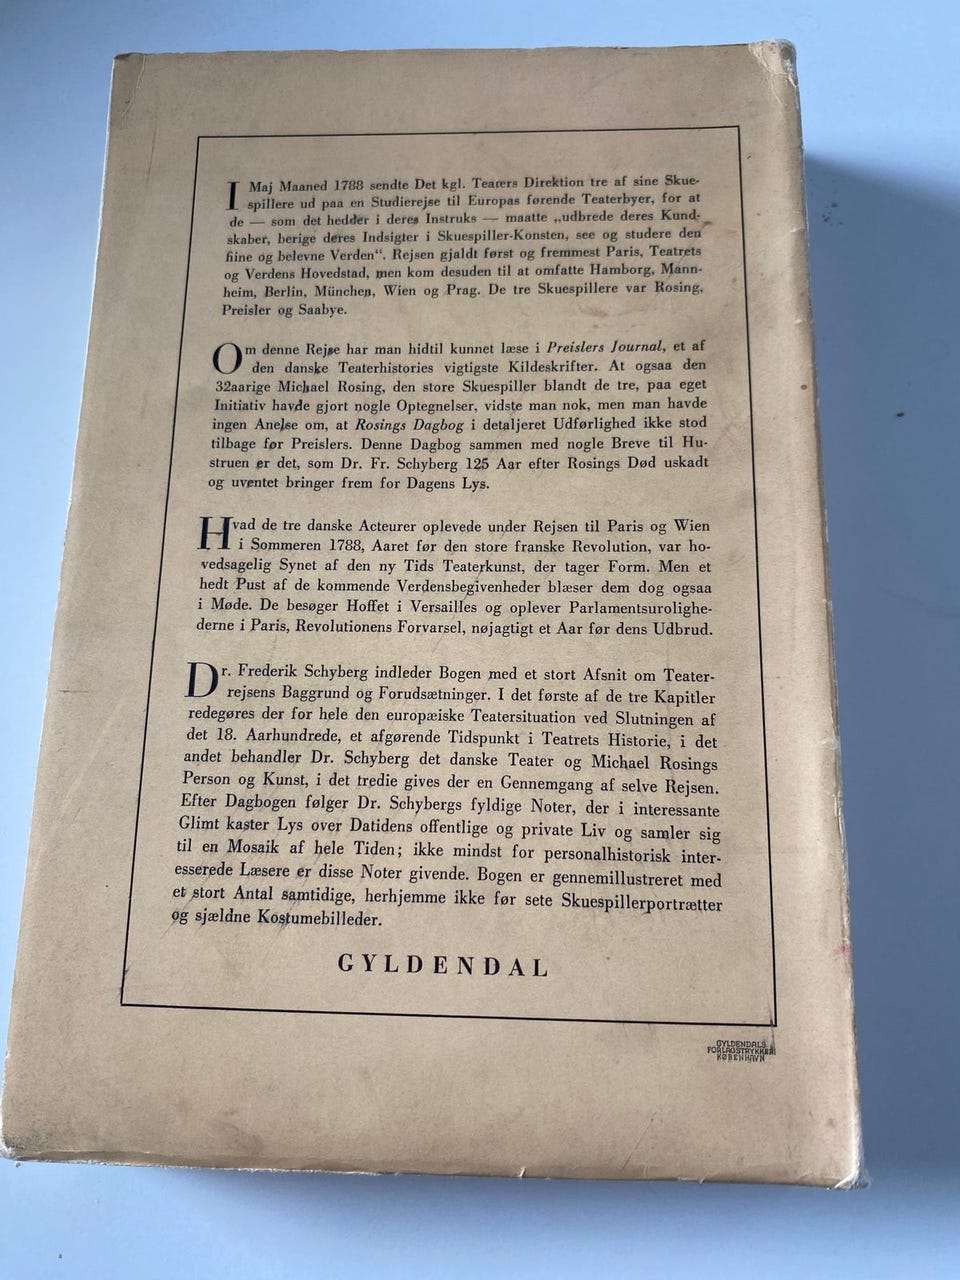 I Maj Maaned 1788 sendte Det kgl. Teaters Direktion tre af sine Skue-
spillere ud paa en Studierejse til Europas førende Teaterbyer, for at
de — som det hedder i deres Instruks — maatte „udbrede deres Kund-
skaber, berige deres Indsigter i Skuespiller-Konsten, see og studere den
fiine og belevne Verden“. Rejsen gjaldt først og fremmest Paris, Teatrets
og Verdens Hovedstad, men kom desuden til at omfatte Hamborg, Mann-
heim, Berlin, München, Wien og Prag. De tre Skuespillere var Rosing,
Preisler og Saabye.
Om denne Rejse har man hidtil kunnet læse i Preislers Journal, et af
den danske Teaterhistories vigtigste Kildeskrifter. At ogsaa den
32aarige Michael Rosing, den store Skuespiller blandt de tre, paa eget
Initiativ havde gjort nogle Optegnelser, vidste man nok, men man havde
ingen Anelse om, at Rosings Dagbog i detaljeret Udførlighed ikke stod
tilbage for Preislers. Denne Dagbog sammen med nogle Breve til Hu-
struen er det, som Dr. Fr. Schyberg 125 Aar efter Rosings Død uskadt
og uventet bringer frem for Dagens Lys.
Hvad de tre danske Acteurer oplevede under Rejsen til Paris og Wien
i Sommeren 1788, Aaret før den store franske Revolution, var ho-
vedsagelig Synet af den ny Tids Teaterkunst, der tager Form. Men et
hedt Pust af de kommende Verdensbegivenheder blæser dem dog ogsaa
i Møde. De besøger Hoffet i Versailles og oplever Parlamentsurolighe-
derne i Paris, Revolutionens Forvarsel, nøjagtigt et Aar før dens Udbrud.
Dr. Frederik Schyberg indleder Bogen med et stort Afsnit om Teater-
rejsens Baggrund og Forudsætninger. I det første af de tre Kapitler
redegøres der for hele den europæiske Teatersituation ved Slutningen af
det 18. Aarhundrede, et afgørende Tidspunkt i Teatrets Historie, i det
andet behandler Dr. Schyberg det danske Teater og Michael Rosings
Person og Kunst, i det tredie gives der en Gennemgang af selve Rejsen.
Efter Dagbogen følger Dr. Schybergs fyldige Noter, der i interessante
Glimt kaster Lys over Datidens offentlige og private Liv og samler sig
til en Mosaik af hele Tiden; ikke mindst for personalhistorisk inter-
esserede Læsere er disse Noter givende. Bogen er gennemillustreret med
et stort Antal samtidige, herhjemme ikke før sete Skuespillerportrætter
og sjældne Kostumebilleder.
GYLDENDAL
GYLDENDALS
FORLAGSTRYKKERI
KØBENHAVN